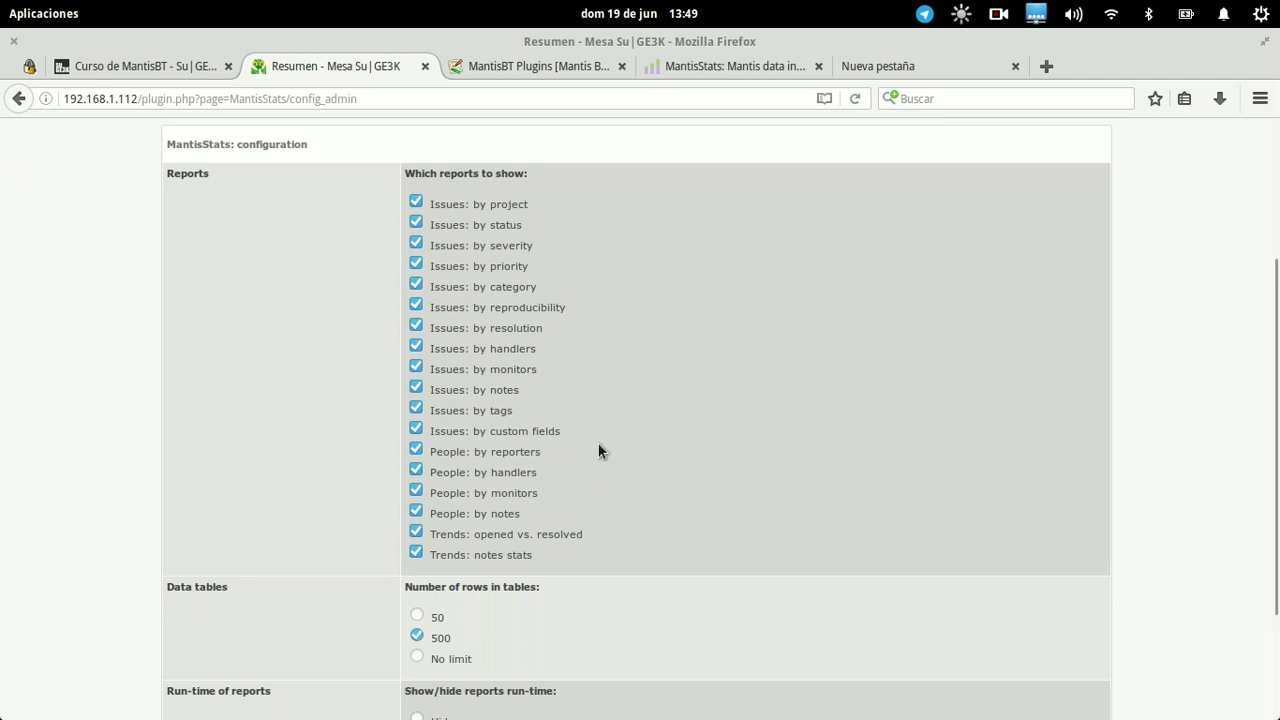 Aplicaciones
dom 19 de jun 13:49
Resumen - Mesa Su|GE3K - Mozilla Firefox
Curso de MantisBT - Su|GE...
Resumen - Mesa Su|GE3K
MantisBT Plugins [Mantis B...
MantisStats: Mantis data in...
Nueva pestaña
192.168.1.112/plugin.php?page=MantisStats/config_admin
Buscar
MantisStats: configuration
Reports
Which reports to show:
Issues: by project
Issues: by status
Issues: by severity
Issues: by priority
Issues: by category
Issues: by reproducibility
Issues: by resolution
Issues: by handlers
Issues: by monitors
Issues: by notes
Issues: by tags
Issues: by custom fields
People: by reporters
People: by handlers
People: by monitors
People: by notes
Trends: opened vs. resolved
Trends: notes stats
Data tables
Number of rows in tables:
50
500
No limit
Run-time of reports
Show/hide reports run-time: